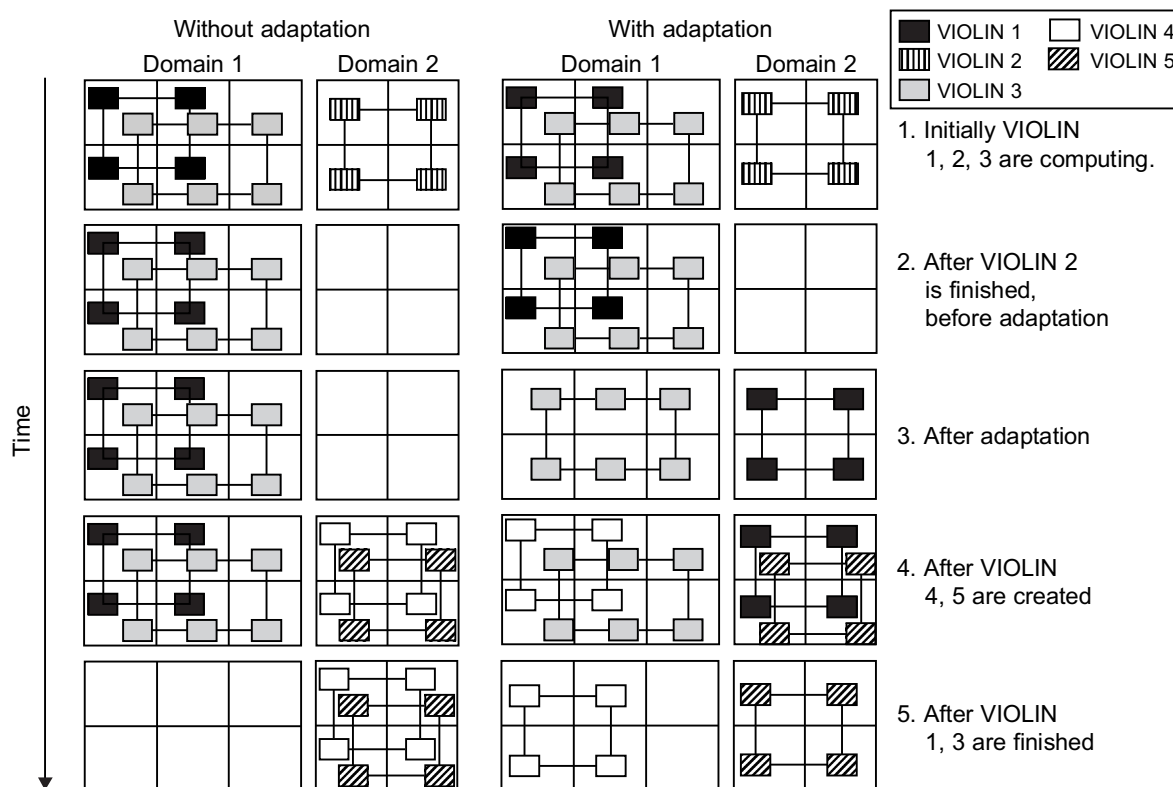 Without adaptation
With adaptation
Domain 1
Domain 2
Domain 1
Domain 2
VIOLIN 1
VIOLIN 4
VIOLIN 2
VIOLIN 5
VIOLIN 3
1. Initially VIOLIN
1, 2, 3 are computing.
2. After VIOLIN 2
is finished,
before adaptation
3. After adaptation
4. After VIOLIN
4, 5 are created
5. After VIOLIN
1, 3 are finished
Time